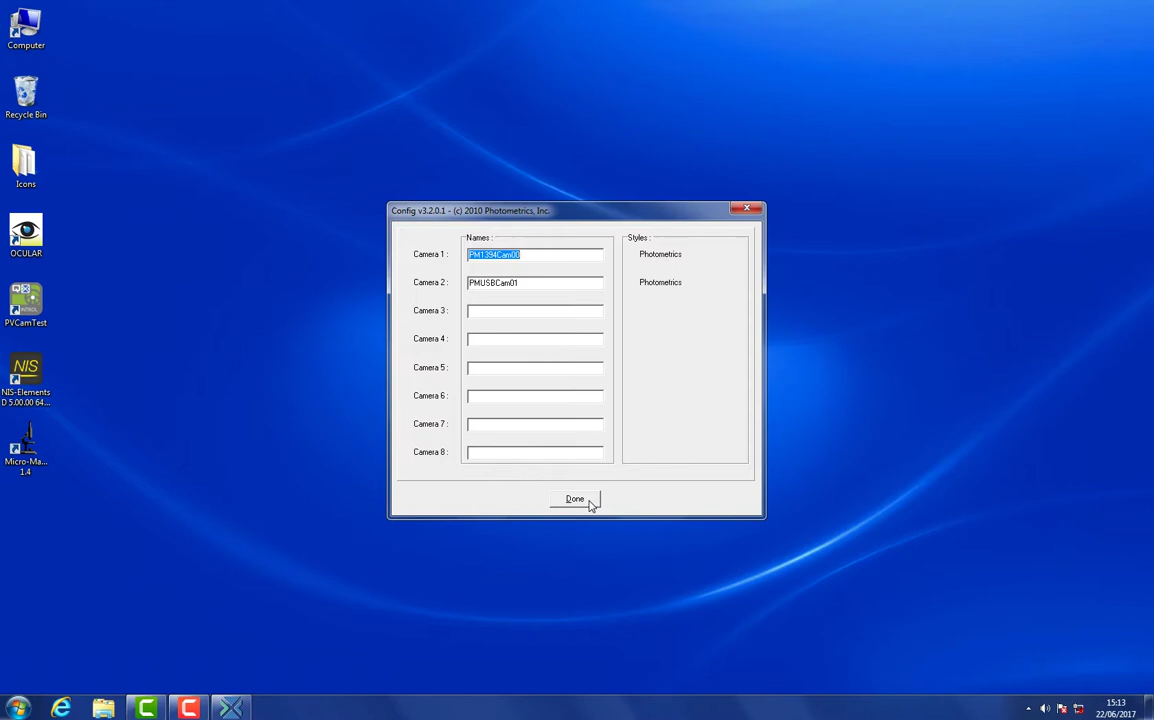 Computer
Recycle Bin
Icons
OCULAR
PVCamTest
NIS
NIS-Elements
D 5.00.00 64...
Micro-Ma...
1.4
Config v3.2.0.1 - (c) 2010 Photometrics, Inc.
Names :
Styles :
Camera 1 : PM1394Cam00 Photometrics
Camera 2 : PMUSBCam01 Photometrics
Camera 3 :
Camera 4 :
Camera 5 :
Camera 6 :
Camera 7 :
Camera 8 :
Done
15:13
22/06/2017